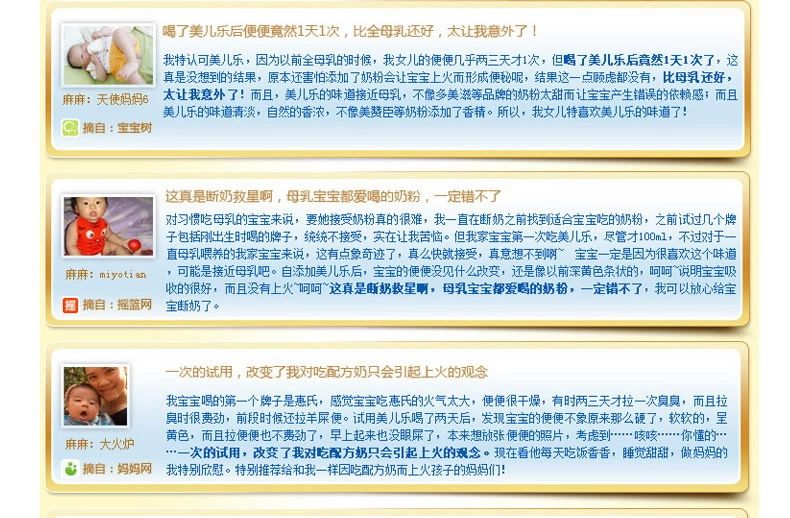 喝了美儿乐后便便竟然1天1次，比全母乳还好，太让我意外了！
我特认可美儿乐，因为以前全母乳的时候，我女儿的便便几乎两三天才1次，但喝了美儿乐后竟然1天1次了，这
真是没想到的结果，原本还害怕添加了奶粉会让宝宝上火而形成便秘呢，结果这一点顾虑都没有，比母乳还好，
太让我意外了！而且，美儿乐的味道接近母乳，不像多美滋等品牌的奶粉太甜而让宝宝产生错误的依赖感；而且
美儿乐的味道清淡，自然的香浓，不像美赞臣等奶粉添加了香精。所以，我女儿特喜欢美儿乐的味道了！
麻麻：天使妈妈6
摘自：宝宝树
这真是断奶救星啊，母乳宝宝都爱喝的奶粉，一定错不了
对习惯吃母乳的宝宝来说，要她接受奶粉真的很难，我一直在断奶之前找到适合宝宝吃的奶粉，之前试过几个牌
子包括刚出生时喝的牌子，统统不接受，实在让我苦恼。但我家宝宝第一次吃美儿乐，尽管才100ml，不过对于一
直母乳喂养的我家宝宝来说，这有点象奇迹了，真么快就接受，真意想不到啊~　宝宝一定是因为很喜欢这个味道
，可能是接近母乳吧。自添加美儿乐后，宝宝的便便没见什么改变，还是像以前深黄色条状的，呵呵~说明宝宝吸
收的很好，而且没有上火~呵呵~这真是断奶救星啊，母乳宝宝都爱喝的奶粉，一定错不了，我可以放心给宝
宝断奶了。
麻麻：miyotian
摇
摘自：摇篮网
一次的试用，改变了我对吃配方奶只会引起上火的观念
我宝宝喝的第一个牌子是惠氏，感觉宝宝吃惠氏的火气太大，便便很干燥，有时两三天才拉一次臭臭，而且拉
臭时很费劲，前段时候还拉羊屎便。试用美儿乐喝了两天后，发现宝宝的便便不象原来那么硬了，软软的，呈
黄色，而且拉便便也不费劲了，早上起来也没眼屎了，本来想放张便便的照片，考虑到……咳咳……你懂的…
…一次的试用，改变了我对吃配方奶只会引起上火的观念。现在看他每天吃饭香香，睡觉甜甜，做妈妈的
我特别欣慰。特别推荐给和我一样因吃配方奶而上火孩子的妈妈们！
麻麻：大火炉
摘自：妈妈网